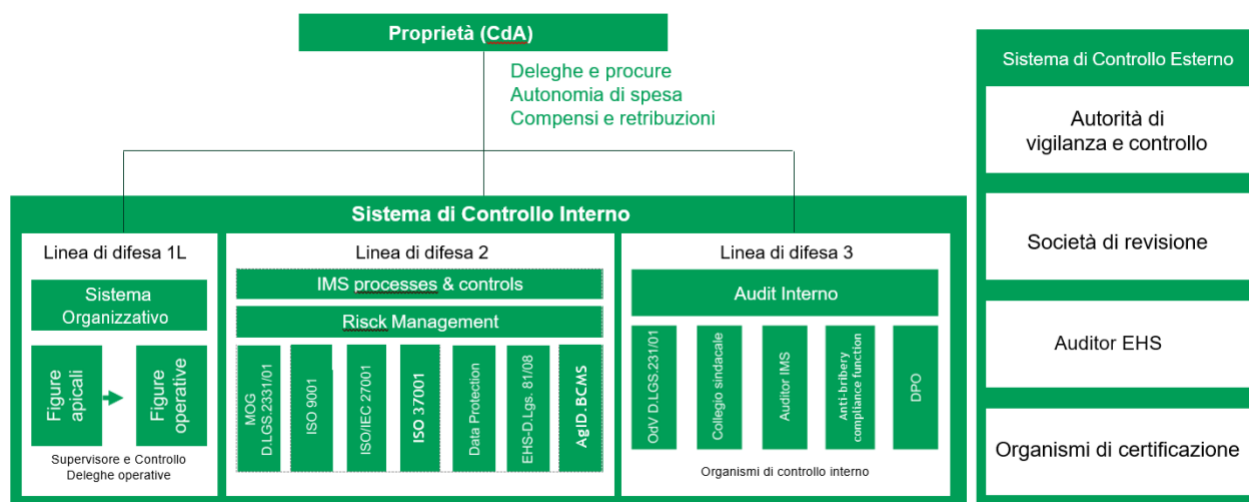 Proprietà (CdA)
Deleghe e procure
Autonomia di spesa
Compensi e retribuzioni
Sistema di Controllo Interno
Linea di difesa 1L
Sistema
Organizzativo
Figure
apicali
Figure
operative
Supervisore e Controllo
Deleghe operative
Linea di difesa 2
IMS processes & controls
Risck Management
MOG
D.LGS.2331/01
ISO 9001
ISO/IEC 27001
ISO 37001
Data Protection
EHS-D.Lgs. 81/08
AgID.BCMS
Linea di difesa 3
Audit Interno
OdV D.LGS.231/01
Collegio sindacale
Auditor IMS
Anti-bribery
compliance function
DPO
Organismi di controllo interno
Sistema di Controllo Esterno
Autorità di
vigilanza e controllo
Società di revisione
Auditor EHS
Organismi di certificazione